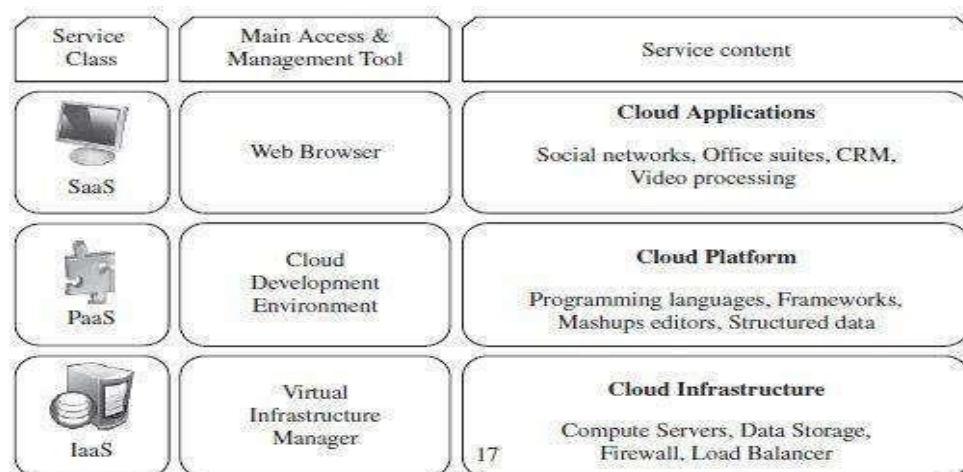 Service
Class
Main Access &
Management Tool
Service content
SaaS
Web Browser
Cloud Applications
Social networks, Office suites, CRM,
Video processing
PaaS
Cloud
Development
Environment
Cloud Platform
Programming languages, Frameworks,
Mashups editors, Structured data
IaaS
Virtual
Infrastructure
Manager
17
Cloud Infrastructure
Compute Servers, Data Storage,
Firewall, Load Balancer